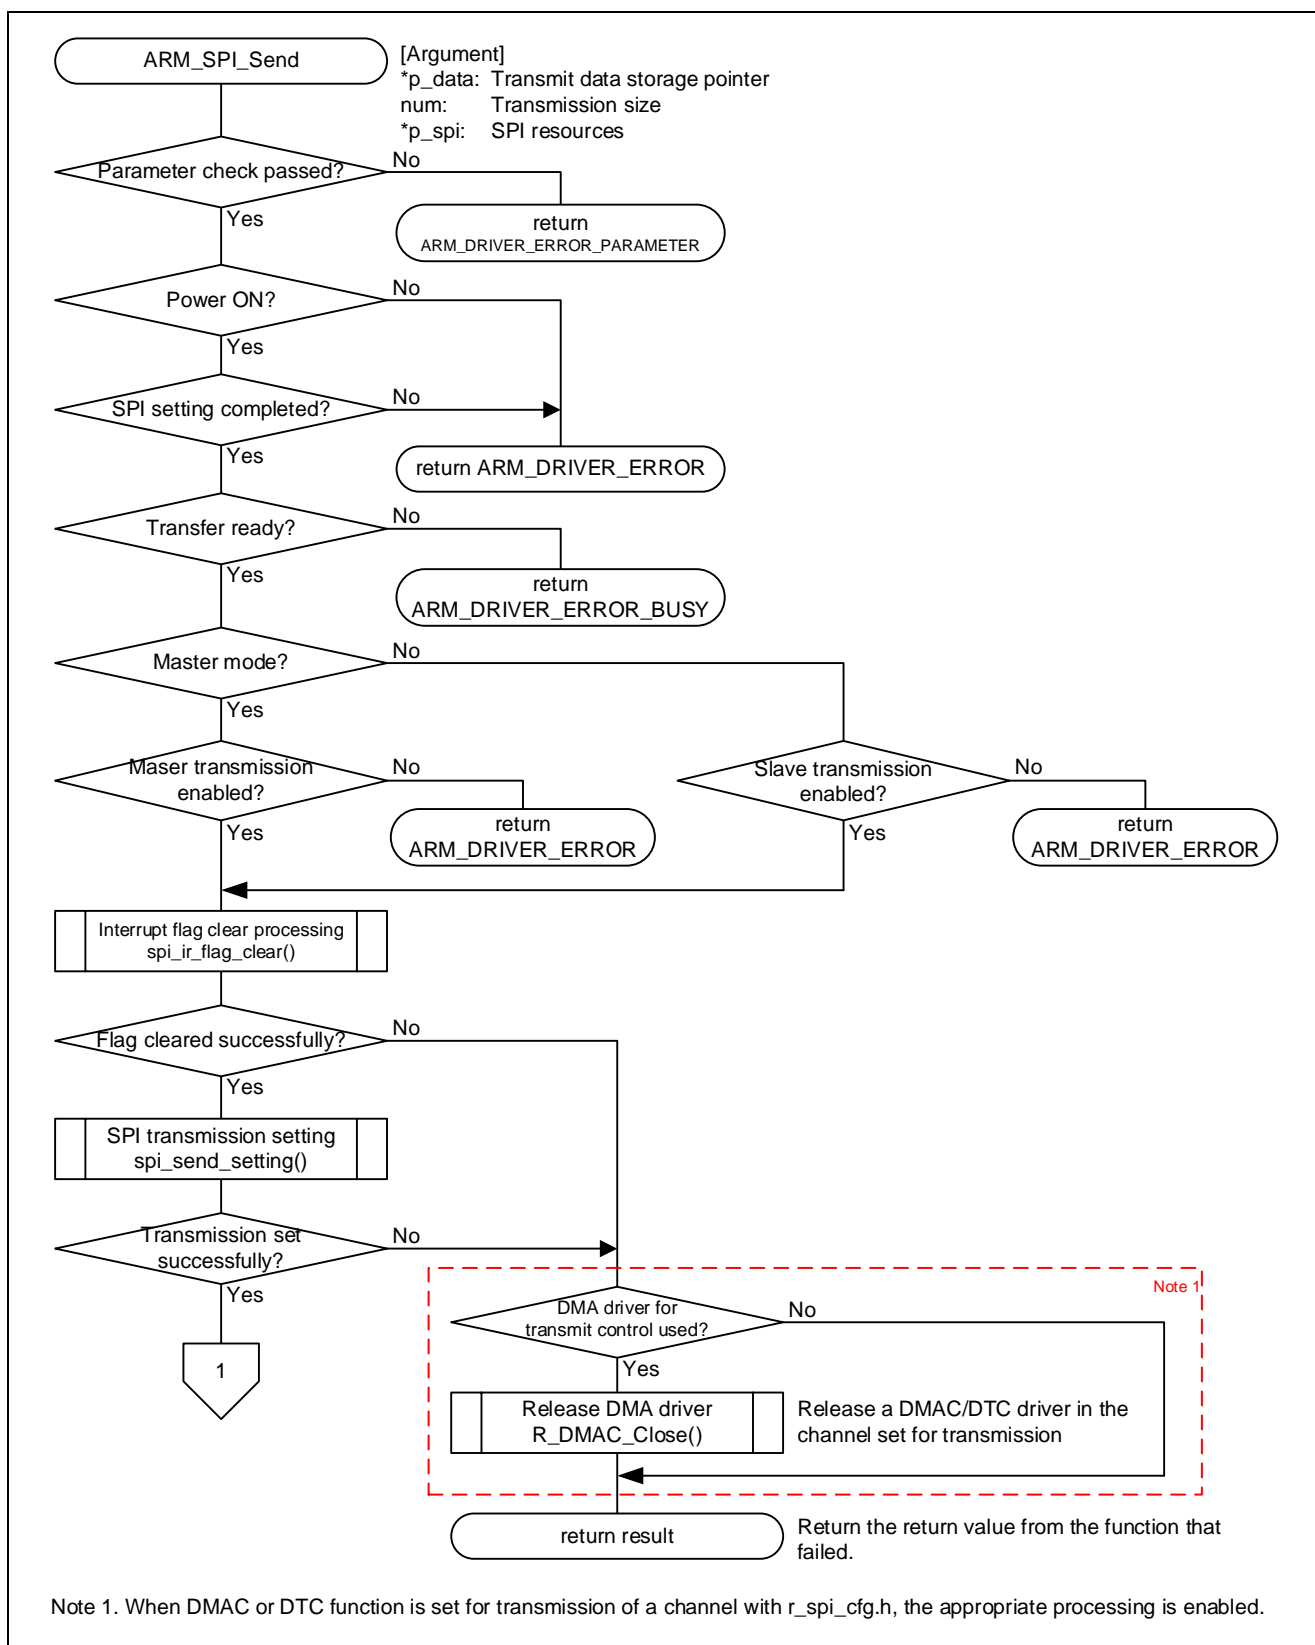 ARM_SPI_Send
[Argument]
*p_data: Transmit data storage pointer
num: Transmission size
*p_spi: SPI resources
Parameter check passed?
No
Yes
return
ARM_DRIVER_ERROR_PARAMETER
Power ON?
No
Yes
SPI setting completed?
No
Yes
return ARM_DRIVER_ERROR
Transfer ready?
No
Yes
return
ARM_DRIVER_ERROR_BUSY
Master mode?
No
Yes
Maser transmission
enabled?
No
Yes
return
ARM_DRIVER_ERROR
Slave transmission
enabled?
No
Yes
return
ARM_DRIVER_ERROR
Interrupt flag clear processing
spi_ir_flag_clear()
Flag cleared successfully?
No
Yes
SPI transmission setting
spi_send_setting()
Transmission set
successfully?
No
Yes
1
Note 1
DMA driver for
transmit control used?
No
Yes
Release DMA driver
R_DMAC_Close()
Release a DMAC/DTC driver in the
channel set for transmission
return result
Return the return value from the function that
failed.
Note 1. When DMAC or DTC function is set for transmission of a channel with r_spi_cfg.h, the appropriate processing is enabled.